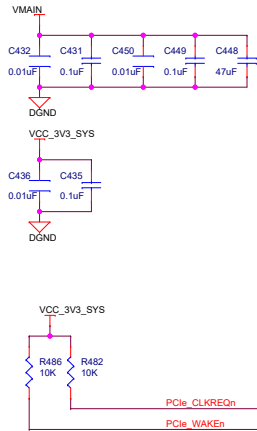 VMAIN
C432 C431 C450 C449 C448
0.01uF 0.1uF 0.01uF 0.1uF 47uF
DGND
VCC_3V3_SYS
C436 C435
0.01uF 0.1uF
DGND
VCC_3V3_SYS
R486 R482
10K 10K
PCIe_CLKREQn
PCIe_WAKEn